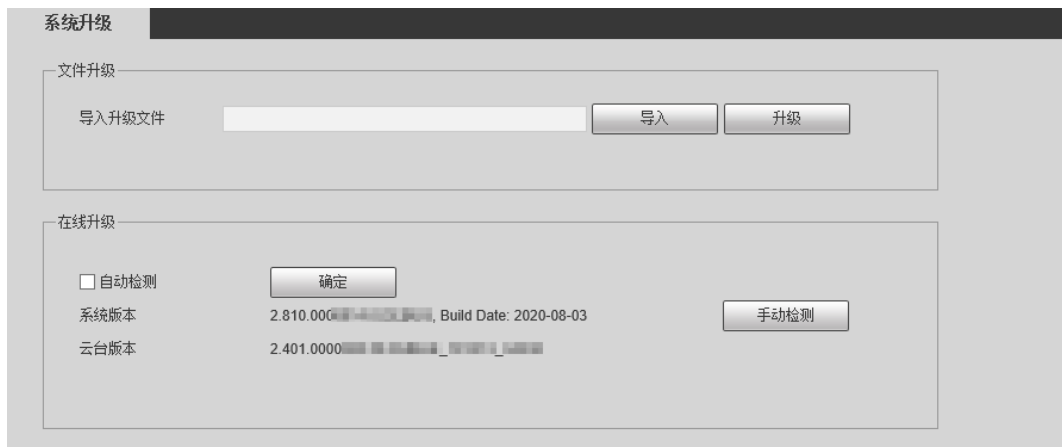 系统升级
文件升级
导入升级文件 导入 升级
在线升级
自动检测 确定
系统版本 2.810.000 , Build Date: 2020-08-03 手动检测
云台版本 2.401.0000